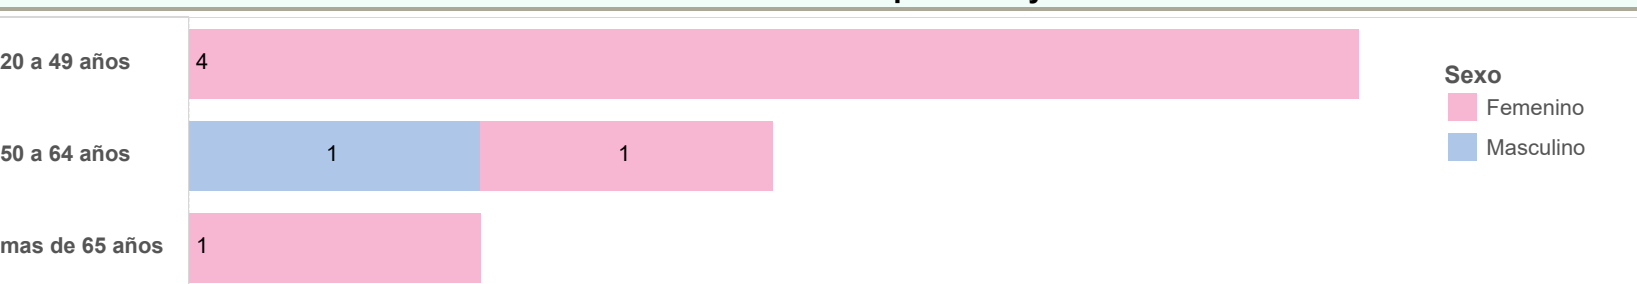 20 a 49 años
4
50 a 64 años
1
1
mas de 65 años
1
Sexo
Femenino
Masculino